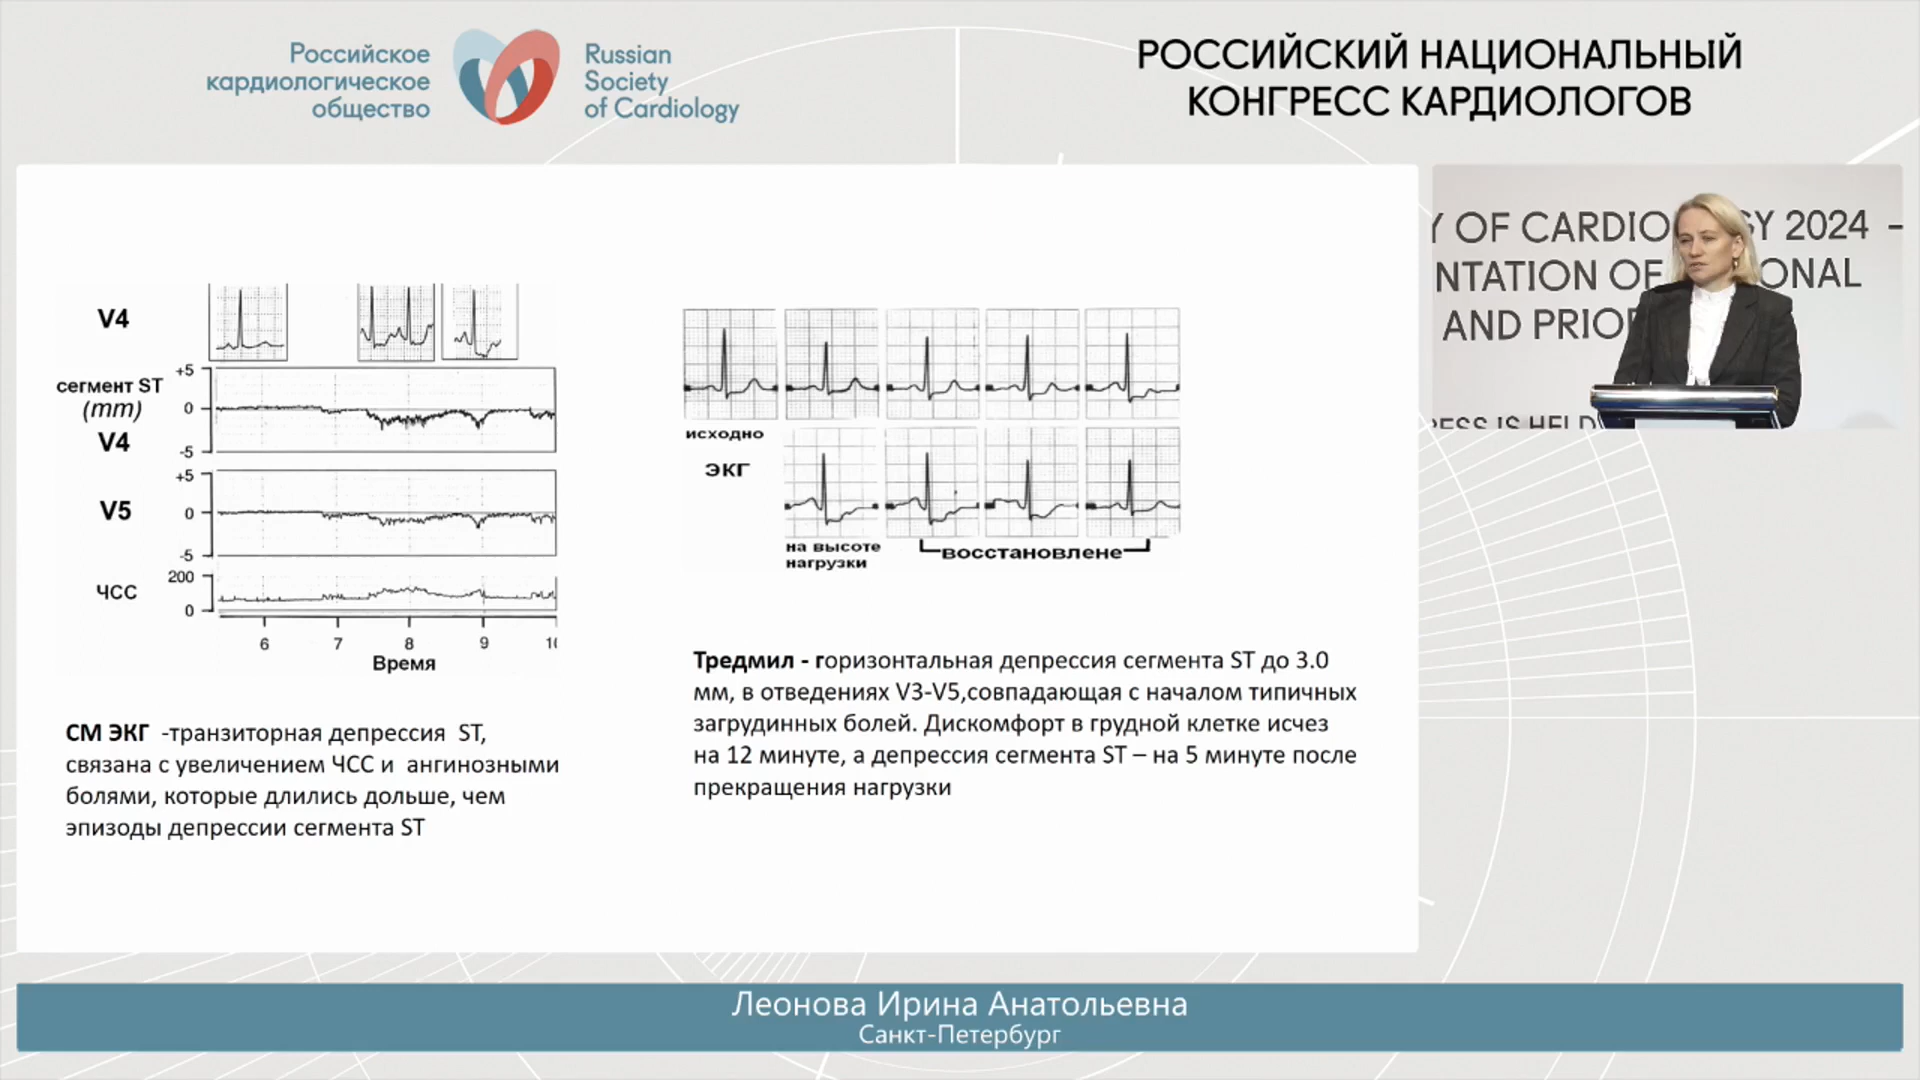 Российское
кардиологическое
общество
Russian
Society
of Cardiology
РОССИЙСКИЙ НАЦИОНАЛЬНЫЙ
КОНГРЕСС КАРДИОЛОГОВ
V4
сегмент ST
(mm)
V4
+5
0
-5
V5
+5
0
-5
ЧСС
200
0
6 7 8 9
Время
СМ ЭКГ -транзиторная депрессия ST,
связана с увеличением ЧСС и ангинозными
болями, которые длились дольше, чем
эпизоды депрессии сегмента ST
исходно
ЭКГ
на высоте
нагрузки
восстановлене
Тредмил - горизонтальная депрессия сегмента ST до 3.0
мм, в отведениях V3-V5,совпадающая с началом типичных
загрудинных болей. Дискомфорт в грудной клетке исчез
на 12 минуте, а депрессия сегмента ST – на 5 минуте после
прекращения нагрузки
Y OF CARDIO GY 2024 -
NTATION OF IONAL
AND PRIO
RESS IS HELD
Леонова Ирина Анатольевна
Санкт-Петербург